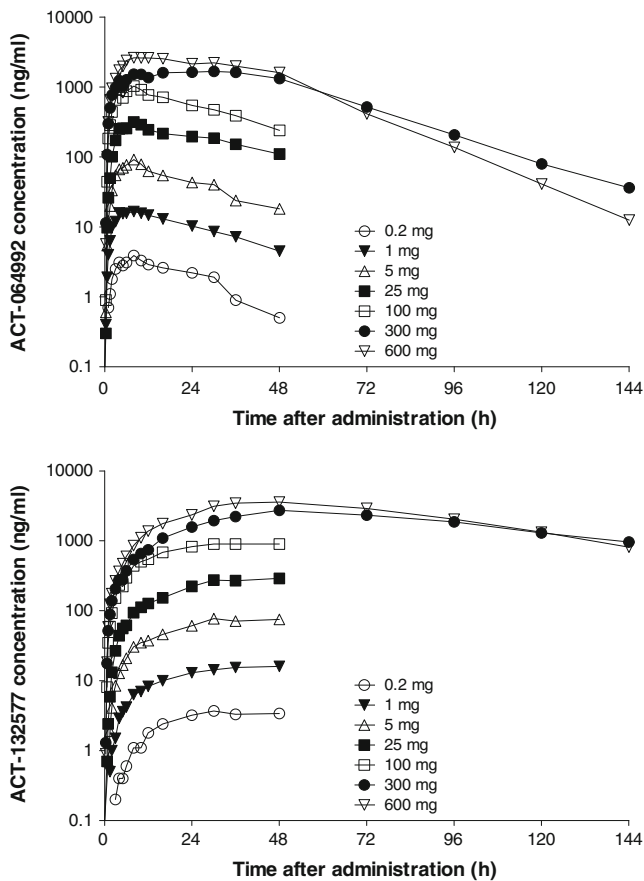 ACT-064992 concentration (ng/ml)
10000
1000
100
10
1
0.1
0.2 mg
1 mg
5 mg
25 mg
100 mg
300 mg
600 mg
0 24 48 72 96 120 144
Time after administration (h)
ACT-132577 concentration (ng/ml)
10000
1000
100
10
1
0.1
0.2 mg
1 mg
5 mg
25 mg
100 mg
300 mg
600 mg
0 24 48 72 96 120 144
Time after administration (h)